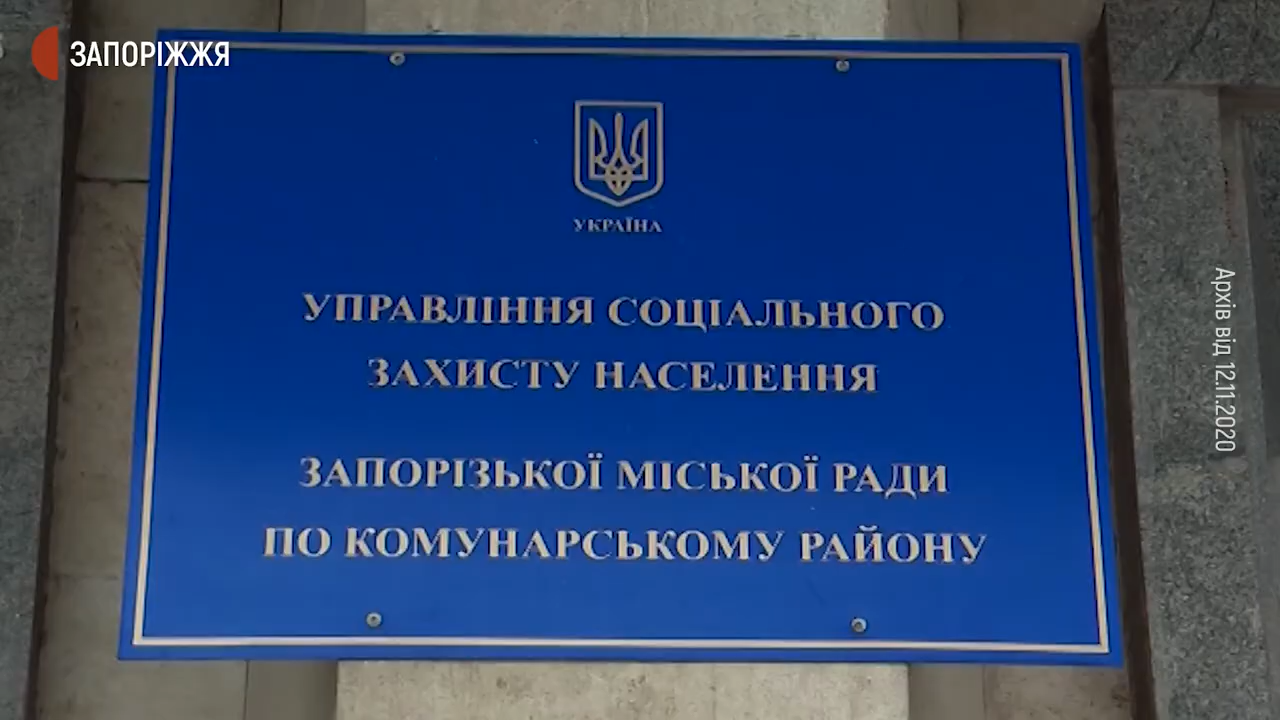 ЗАПОРІЖЖЯ
УКРАЇНА
УПРАВЛІННЯ СОЦІАЛЬНОГО
ЗАХИСТУ НАСЕЛЕННЯ
ЗАПОРІЗЬКОЇ МІСЬКОЇ РАДИ
ПО КОМУНАРСЬКОМУ РАЙОНУ
Архів від 12.11.2020